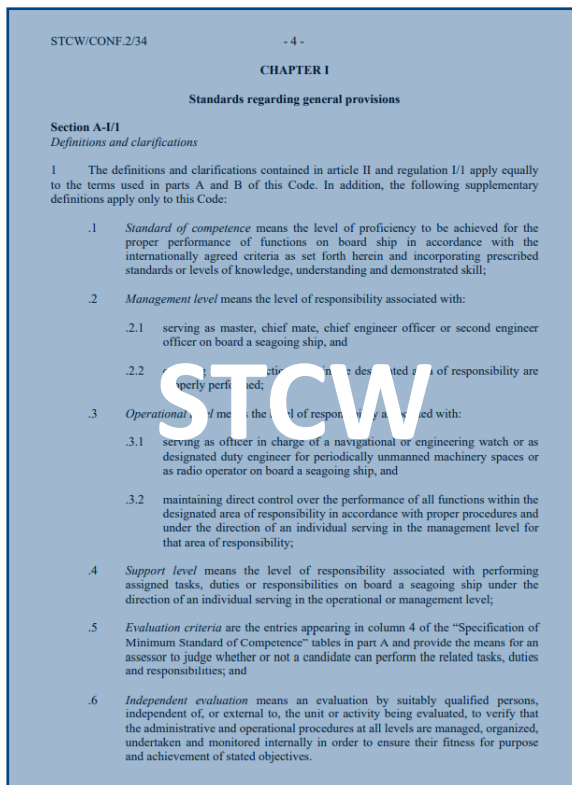 STCW/CONF.2/34 - 4 -
CHAPTER I
Standards regarding general provisions
Section A-I/1
Definitions and clarifications
1 The definitions and clarifications contained in article II and regulation I/1 apply equally
to the terms used in parts A and B of this Code. In addition, the following supplementary
definitions apply only to this Code:
.1 Standard of competence means the level of proficiency to be achieved for the
proper performance of functions on board ship in accordance with the
internationally agreed criteria as set forth herein and incorporating prescribed
standards or levels of knowledge, understanding and demonstrated skill;
.2 Management level means the level of responsibility associated with:
.2.1 serving as master, chief mate, chief engineer officer or second engineer
officer on board a seagoing ship, and
.2.2 of responsibility are
properly performed;
STCW
.3 Operational means the level of responsibility associated with:
.3.1 serving as officer in charge of a navigational or engineering watch or as
designated duty engineer for periodically unmanned machinery spaces or
as radio operator on board a seagoing ship, and
.3.2 maintaining direct control over the performance of all functions within the
designated area of responsibility in accordance with proper procedures and
under the direction of an individual serving in the management level for
that area of responsibility;
.4 Support level means the level of responsibility associated with performing
assigned tasks, duties or responsibilities on board a seagoing ship under the
direction of an individual serving in the operational or management level;
.5 Evaluation criteria are the entries appearing in column 4 of the “Specification of
Minimum Standard of Competence” tables in part A and provide the means for an
assessor to judge whether or not a candidate can perform the related tasks, duties
and responsibilities; and
.6 Independent evaluation means an evaluation by suitably qualified persons,
independent of, or external to, the unit or activity being evaluated, to verify that
the administrative and operational procedures at all levels are managed, organized,
undertaken and monitored internally in order to ensure their fitness for purpose
and achievement of stated objectives.